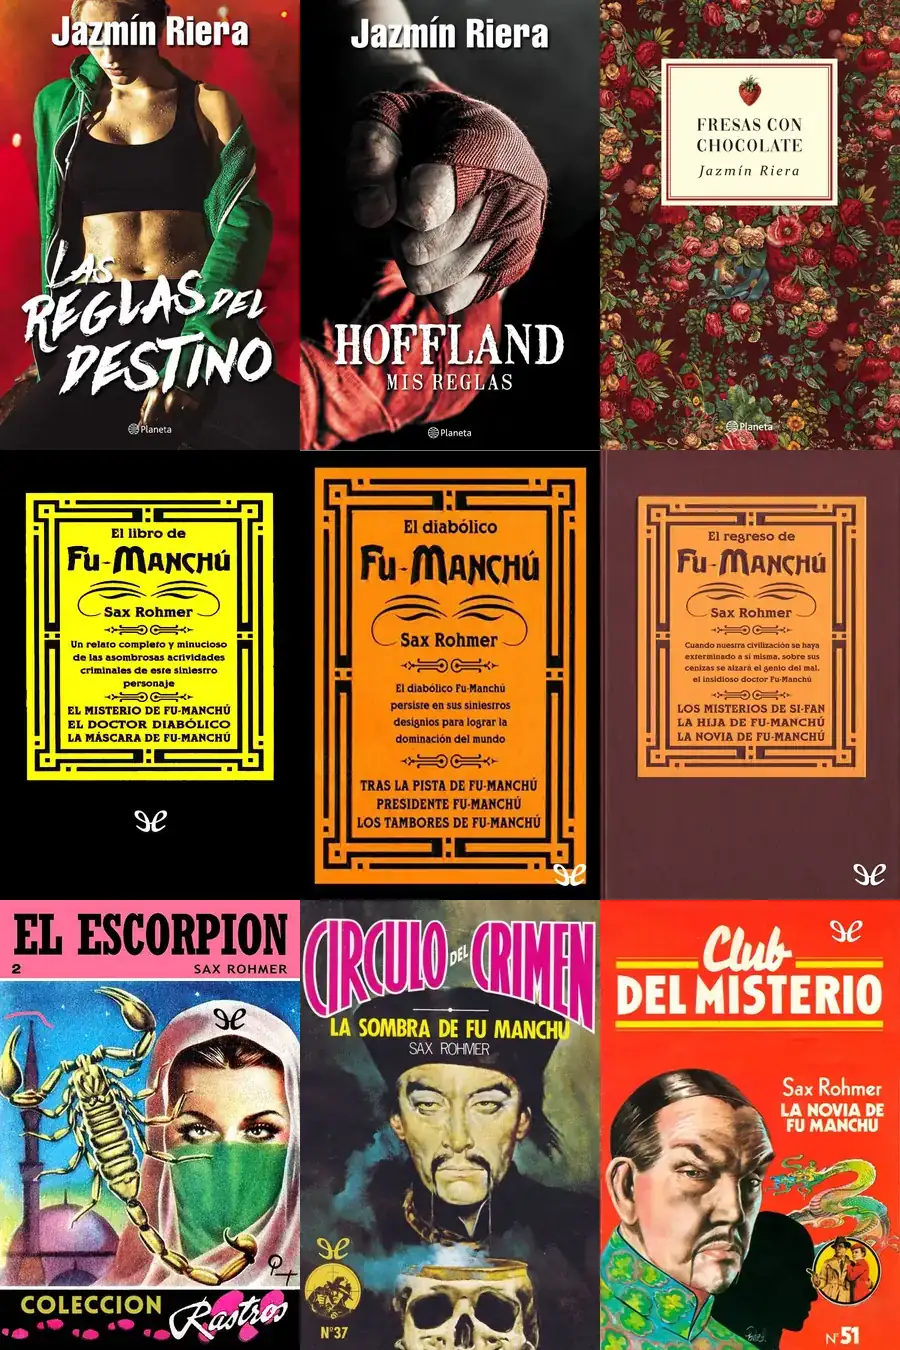 Jazmín Riera
LAS
REGLAS DEL
DESTINO
Planeta
Jazmín Riera
HOFFLAND
MIS REGLAS
Planeta
FRESAS CON
CHOCOLATE
Jazmín Riera
Planeta
El libro de
FU-MANCHÚ
Sax Rohmer
Un relato completo y minucioso
de las asombrosas actividades
criminales de este siniestro
personaje
EL MISTERIO DE FU-MANCHÚ
EL DOCTOR DIABÓLICO
LA MÁSCARA DE FU-MANCHÚ
El diabólico
FU-MANCHÚ
Sax Rohmer
El diabólico Fu-Manchú
persiste en sus siniestros
designios para lograr la
dominación del mundo
TRAS LA PISTA DE FU-MANCHÚ
PRESIDENTE FU-MANCHÚ
LOS TAMBORES DE FU-MANCHÚ
El regreso de
FU-MANCHÚ
Sax Rohmer
Cuando nuestra civilización se haya
exterminado a sí misma, sobre sus
cenizas se alzará el genio del mal,
el insidioso doctor Fu-Manchú
LOS MISTERIOS DE SI-FAN
LA HIJA DE FU-MANCHÚ
LA NOVIA DE FU-MANCHÚ
EL ESCORPION
2 SAX ROHMER
COLECCION Rastros
CIRCULO DEL CRIMEN
LA SOMBRA DE FU MANCHU
SAX ROHMER
Nº37
Club
DEL MISTERIO
Sax Rohmer
LA NOVIA DE
FU MANCHU
Nº 51